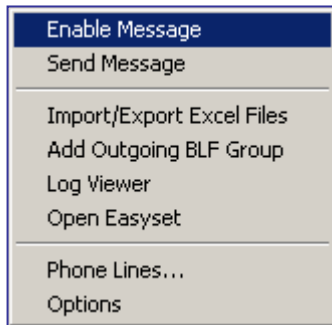 Enable Message
Send Message
Import/Export Excel Files
Add Outgoing BLF Group
Log Viewer
Open Easyset
Phone Lines...
Options